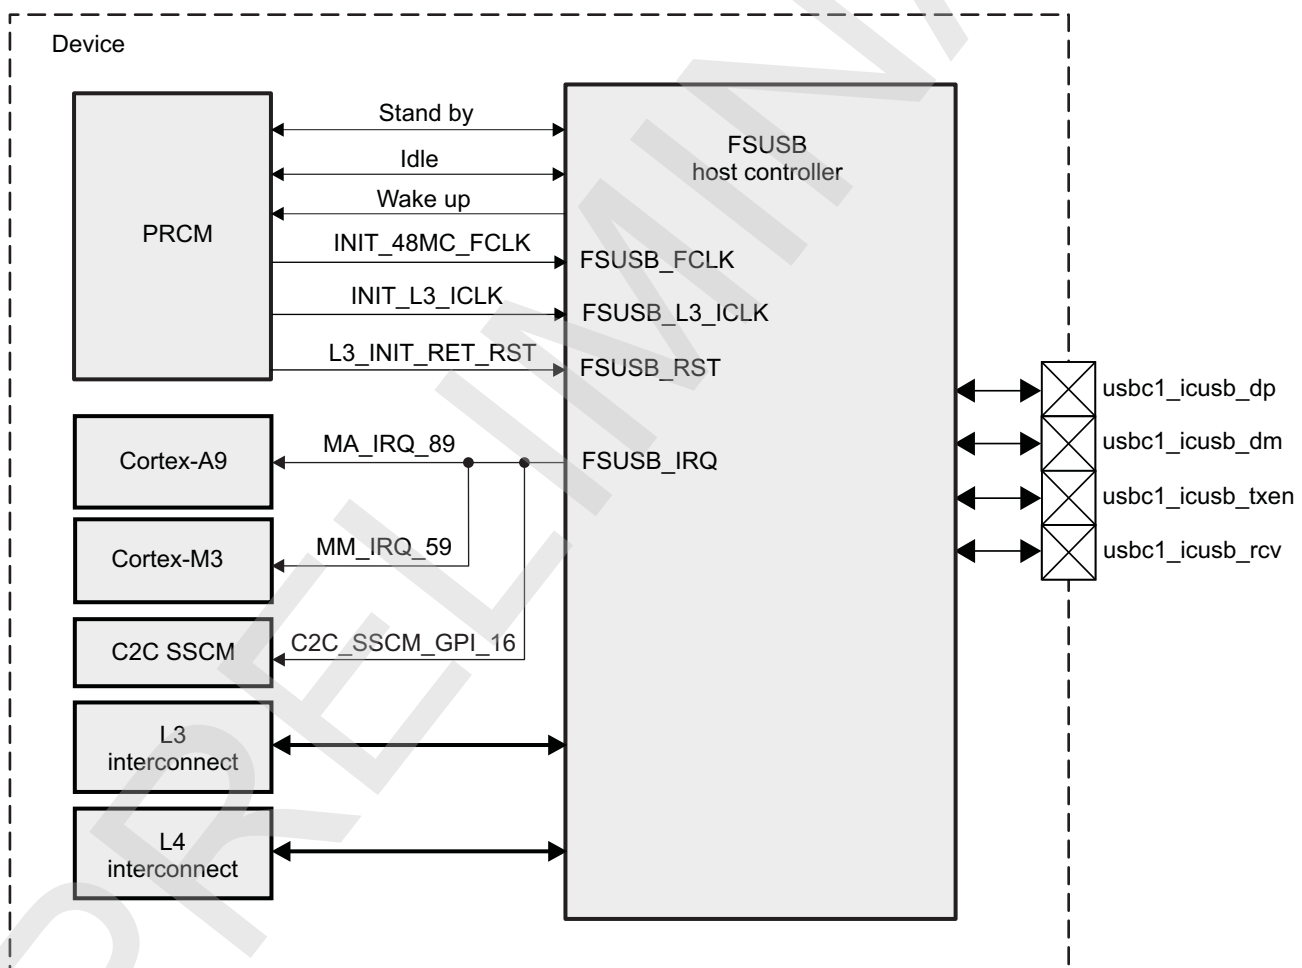 Device
PRCM
Stand by
Idle
Wake up
INIT_48MC_FCLK
INIT_L3_ICLK
L3_INIT_RET_RST
FSUSB
host controller
FSUSB_FCLK
FSUSB_L3_ICLK
FSUSB_RST
FSUSB_IRQ
Cortex-A9
MA_IRQ_89
Cortex-M3
MM_IRQ_59
C2C SSCM
C2C_SSCM_GPI_16
L3
interconnect
L4
interconnect
usbc1_icusb_dp
usbc1_icusb_dm
usbc1_icusb_txen
usbc1_icusb_rcv
PRELIMINA